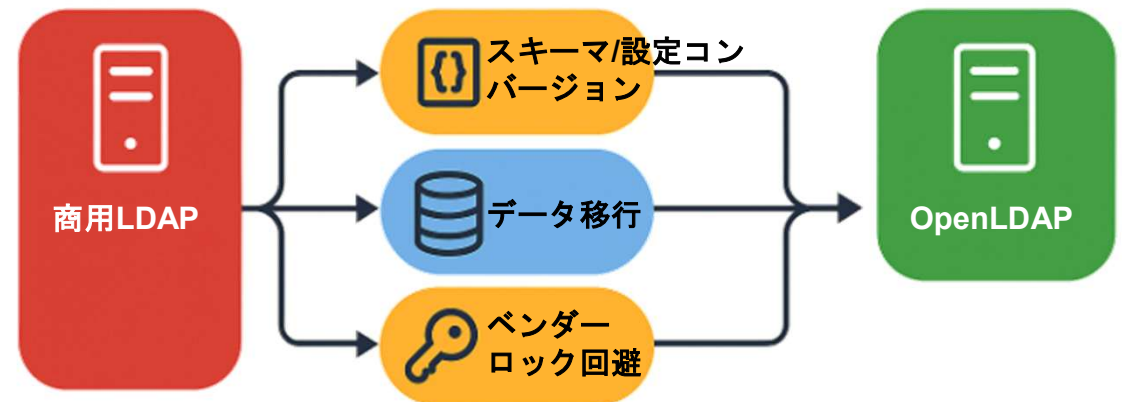 商用LDAP
スキーマ/設定コン
バージョン
データ移行
ベンダー
ロック回避
OpenLDAP